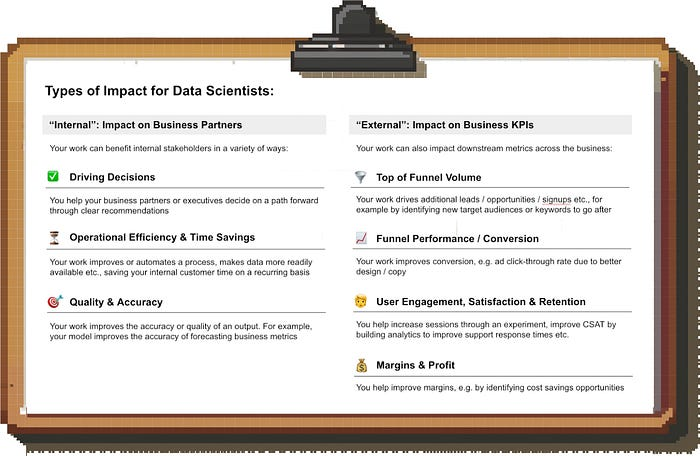 Types of Impact for Data Scientists:
“Internal”: Impact on Business Partners
Your work can benefit internal stakeholders in a variety of ways:
Driving Decisions
You help your business partners or executives decide on a path forward
through clear recommendations
Operational Efficiency & Time Savings
Your work improves or automates a process, makes data more readily
available etc., saving your internal customer time on a recurring basis
Quality & Accuracy
Your work improves the accuracy or quality of an output. For example,
your model improves the accuracy of forecasting business metrics
“External”: Impact on Business KPIs
Your work can also impact downstream metrics across the business:
Top of Funnel Volume
Your work drives additional leads / opportunities / signups etc., for
example by identifying new target audiences or keywords to go after
Funnel Performance / Conversion
Your work improves conversion, e.g. ad click-through rate due to better
design / copy
User Engagement, Satisfaction & Retention
You help increase sessions through an experiment, improve CSAT by
building analytics to improve support response times etc.
Margins & Profit
You help improve margins, e.g. by identifying cost savings opportunities